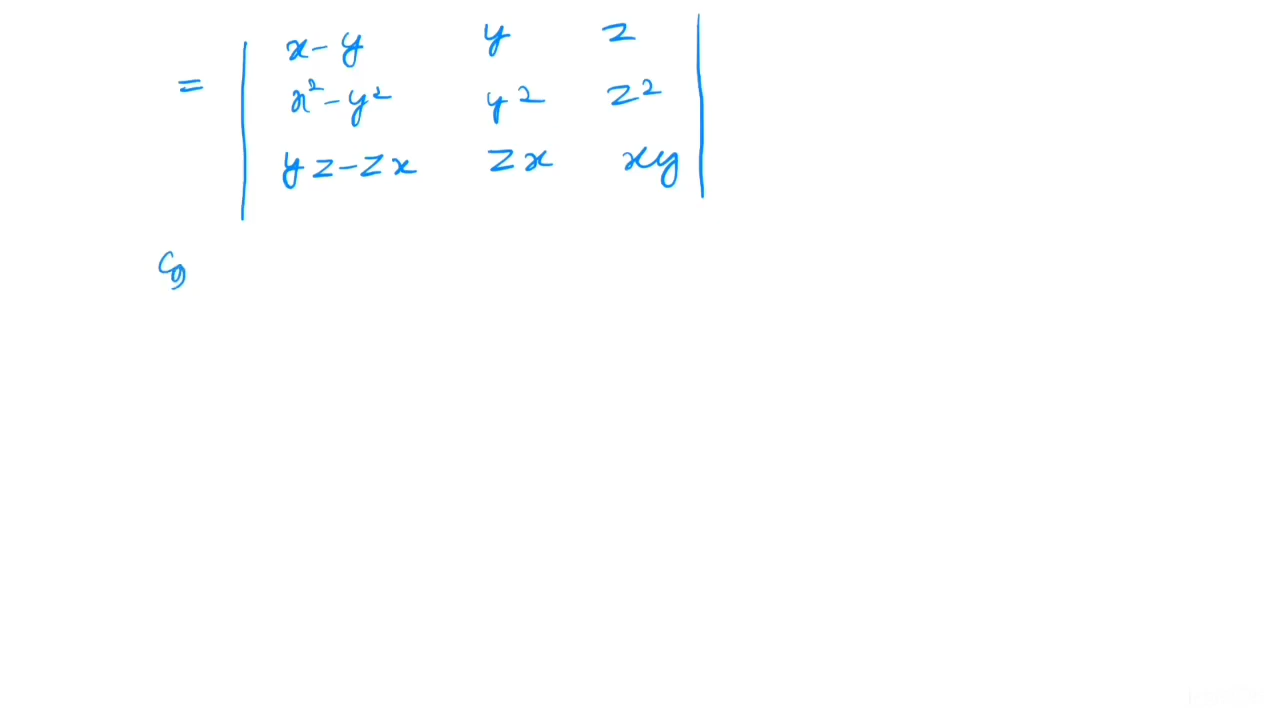 = | x-y y z |
| x²-y² y² z² |
| yz-zx zx xy |